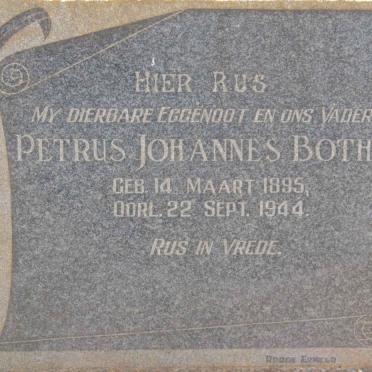 HIER RUS
MY DIERBARE EGGENOOT EN ONS VADER
PETRUS JOHANNES BOTH
GEB. 14 MAART 1895,
OORL. 22 SEPT. 1944.
RUS IN VREDE.